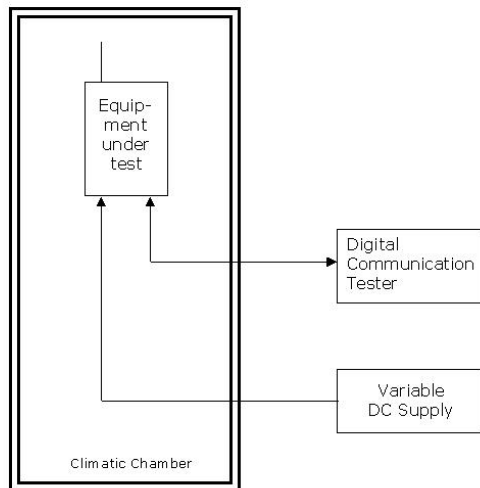 Equip-
ment
under
test
Digital
Communication
Tester
Variable
DC Supply
Climatic Chamber